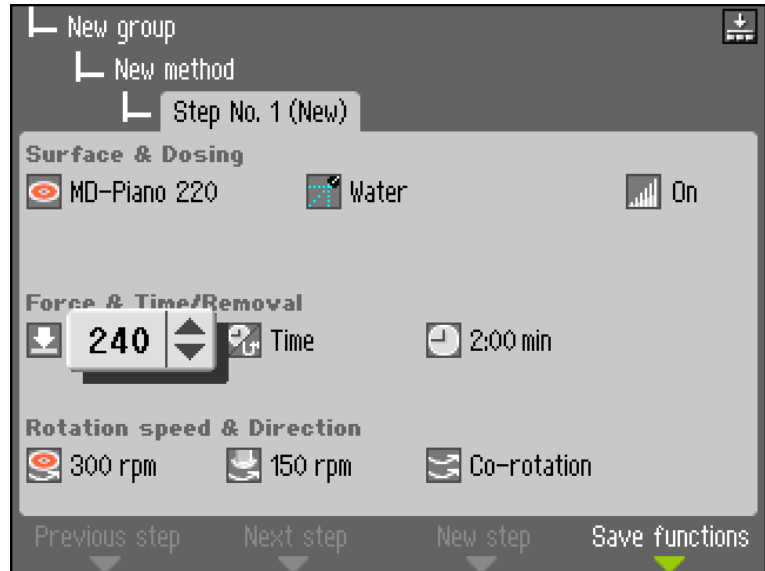 New group
New method
Step No. 1 (New)
Surface & Dosing
MD-Piano 220 Water On
Force & Time/Removal
240 Time 2:00 min
Rotation speed & Direction
300 rpm 150 rpm Co-rotation
Previous step Next step New step Save functions